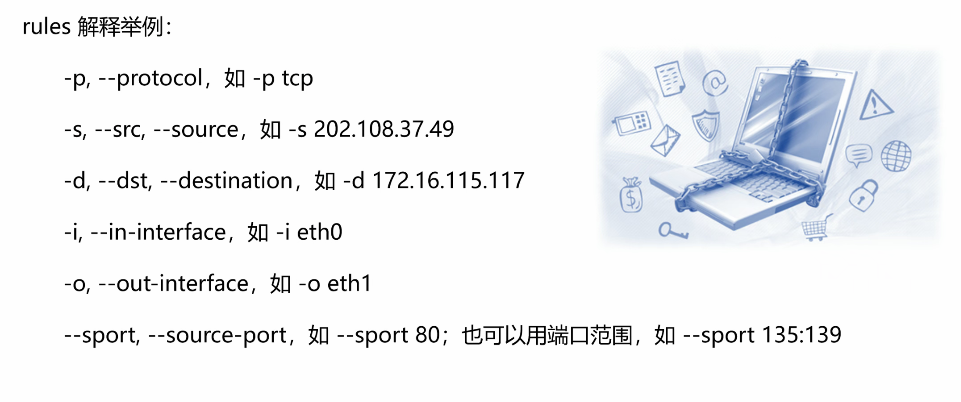 rules 解释举例：
-p, --protocol，如 -p tcp
-s, --src, --source，如 -s 202.108.37.49
-d, --dst, --destination，如 -d 172.16.115.117
-i, --in-interface，如 -i eth0
-o, --out-interface，如 -o eth1
--sport, --source-port，如 --sport 80；也可以用端口范围，如 --sport 135:139